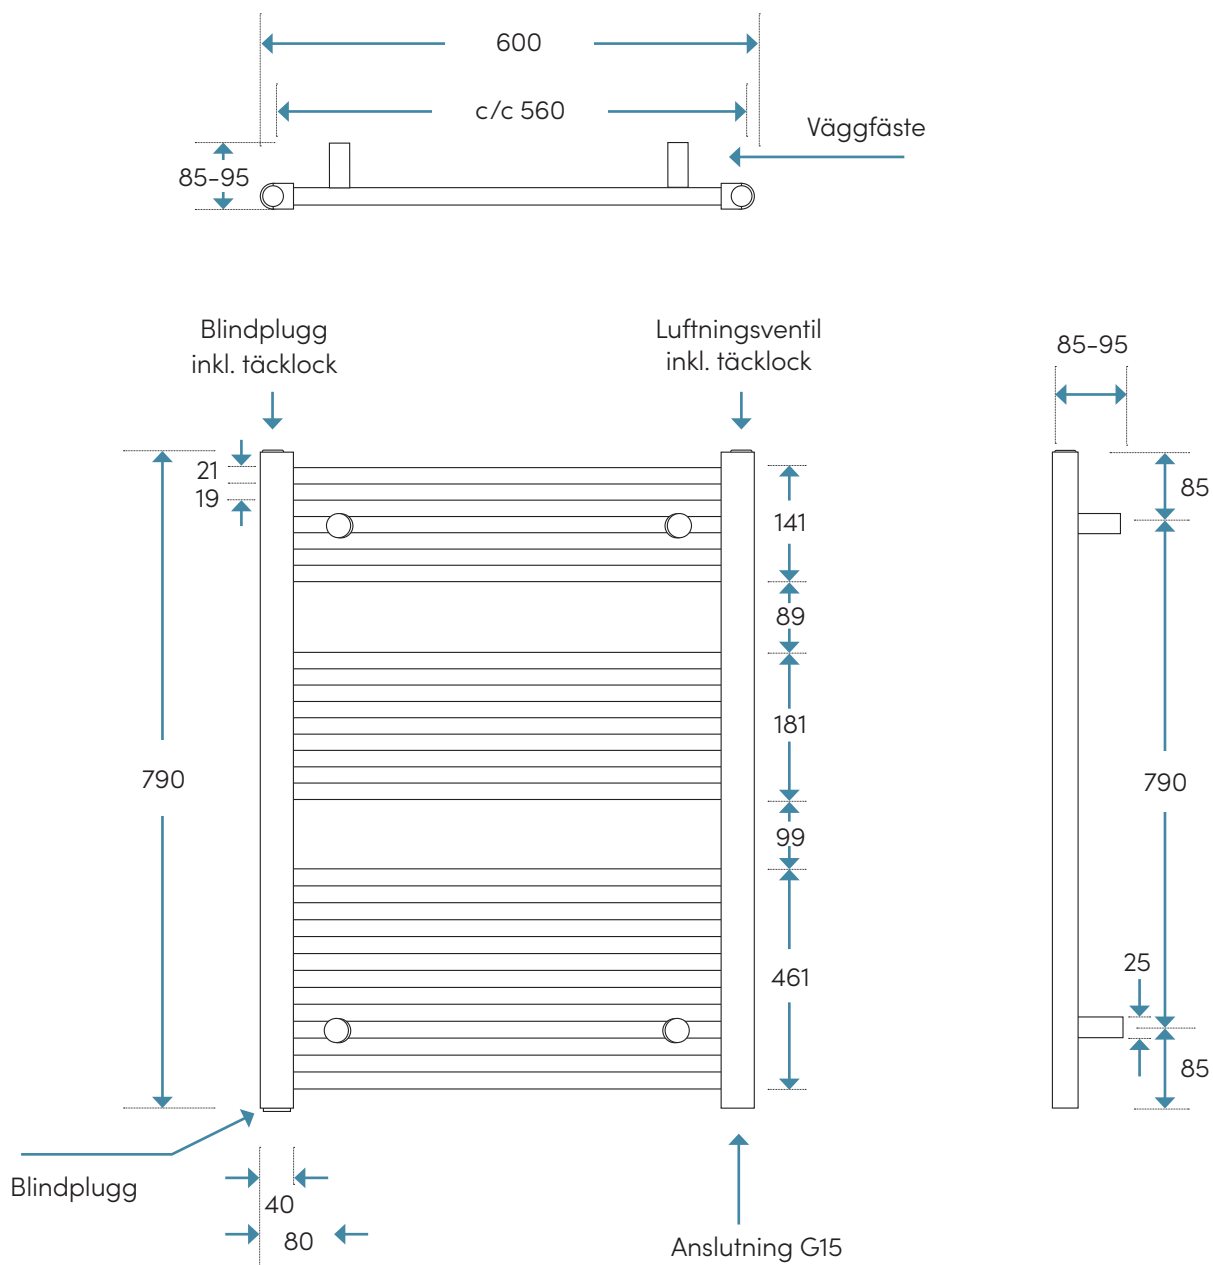 600
c/c 560
Väggfäste
85-95
Blindplugg
inkl. täcklock
Luftningsventil
inkl. täcklock
85-95
21
19
141
85
89
181
790
790
99
461
25
85
Blindplugg
40
80
Anslutning G15